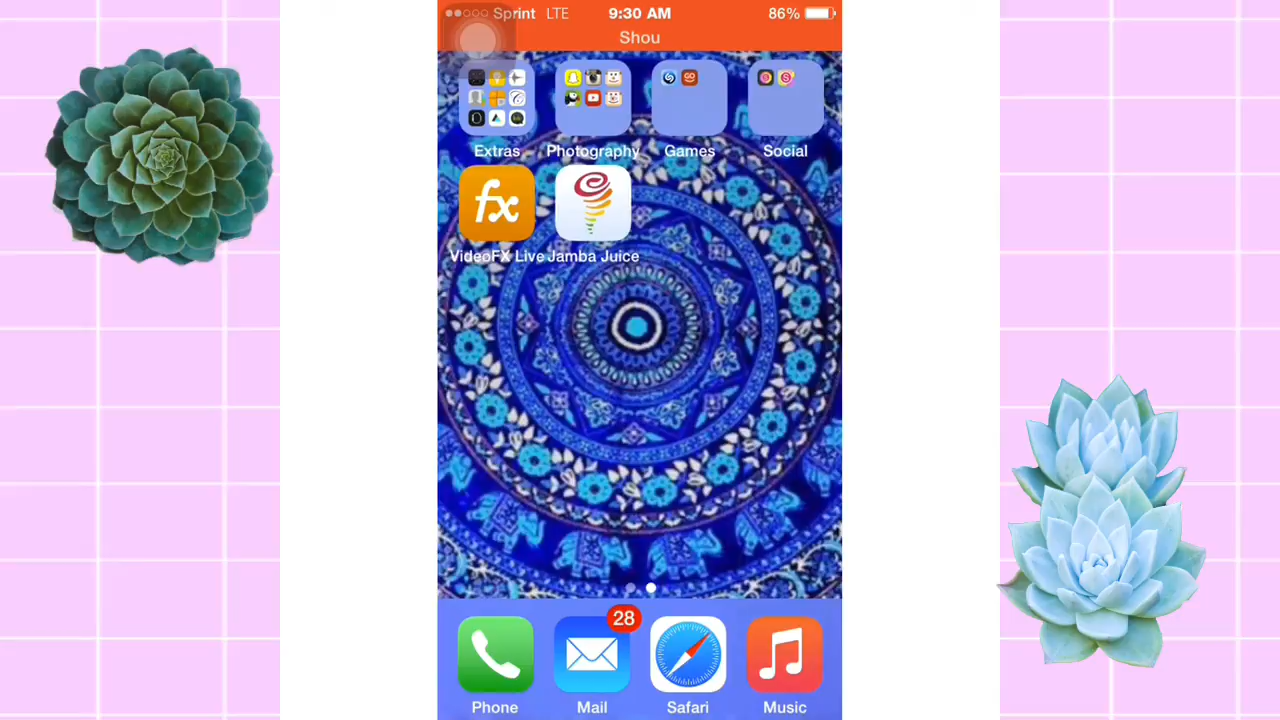 Sprint LTE 9:30 AM 86%
Shou
Extras Photography Games Social
fx
VideoFX Live Jamba Juice
28
Phone Mail Safari Music